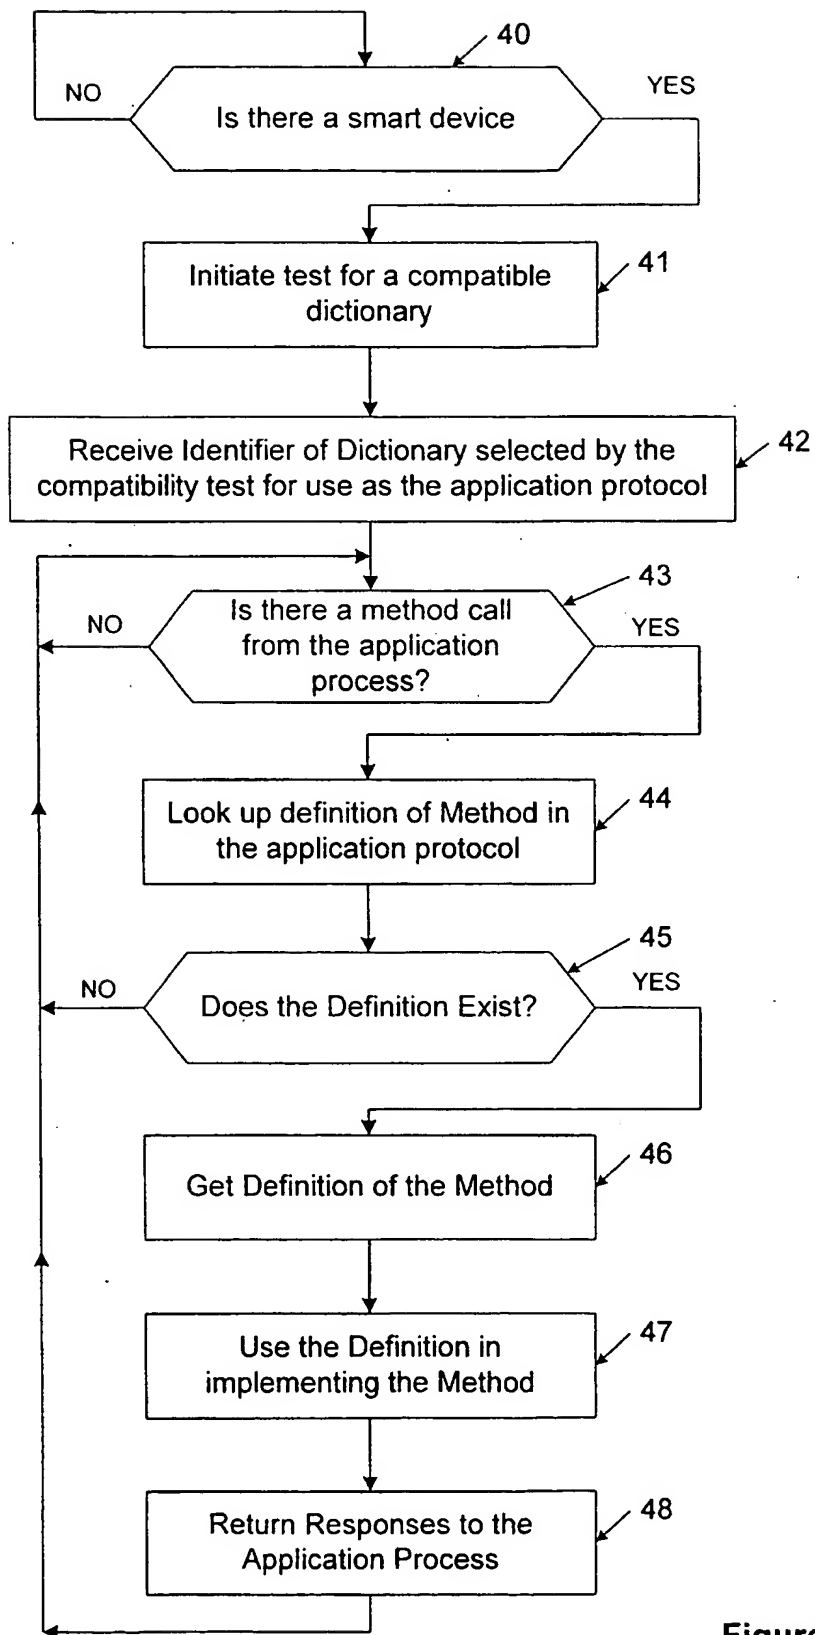 40
NO
YES
Is there a smart device
41
Initiate test for a compatible
dictionary
42
Receive Identifier of Dictionary selected by the
compatibility test for use as the application protocol
43
Is there a method call
NO
YES
from the application
process?
44
Look up definition of Method in
the application protocol
45
NO
YES
Does the Definition Exist?
46
Get Definition of the Method
47
Use the Definition in
implementing the Method
48
Return Responses to the
Application Process
Figure